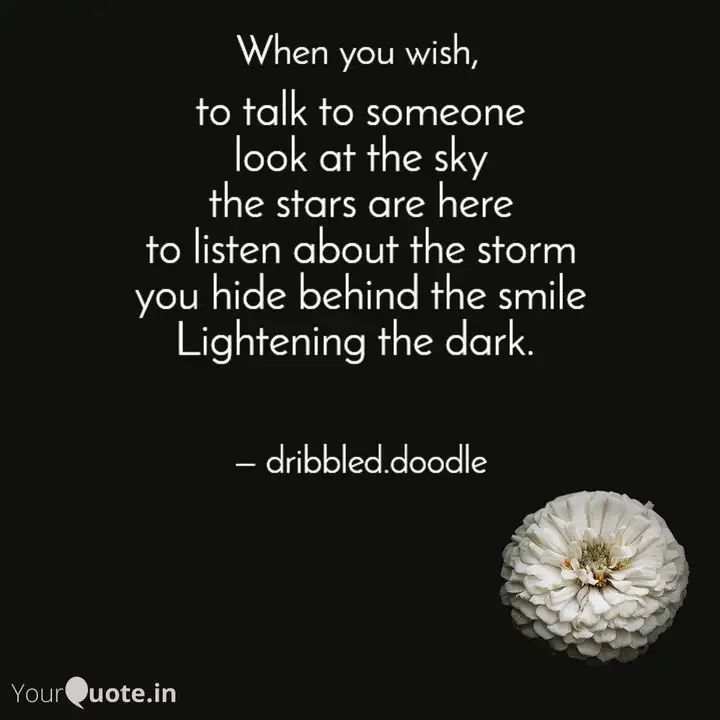 When you wish,
to talk to someone
look at the sky
the stars are here
to listen about the storm
you hide behind the smile
Lightening the dark.
– dribbled.doodle
YourQuote.in